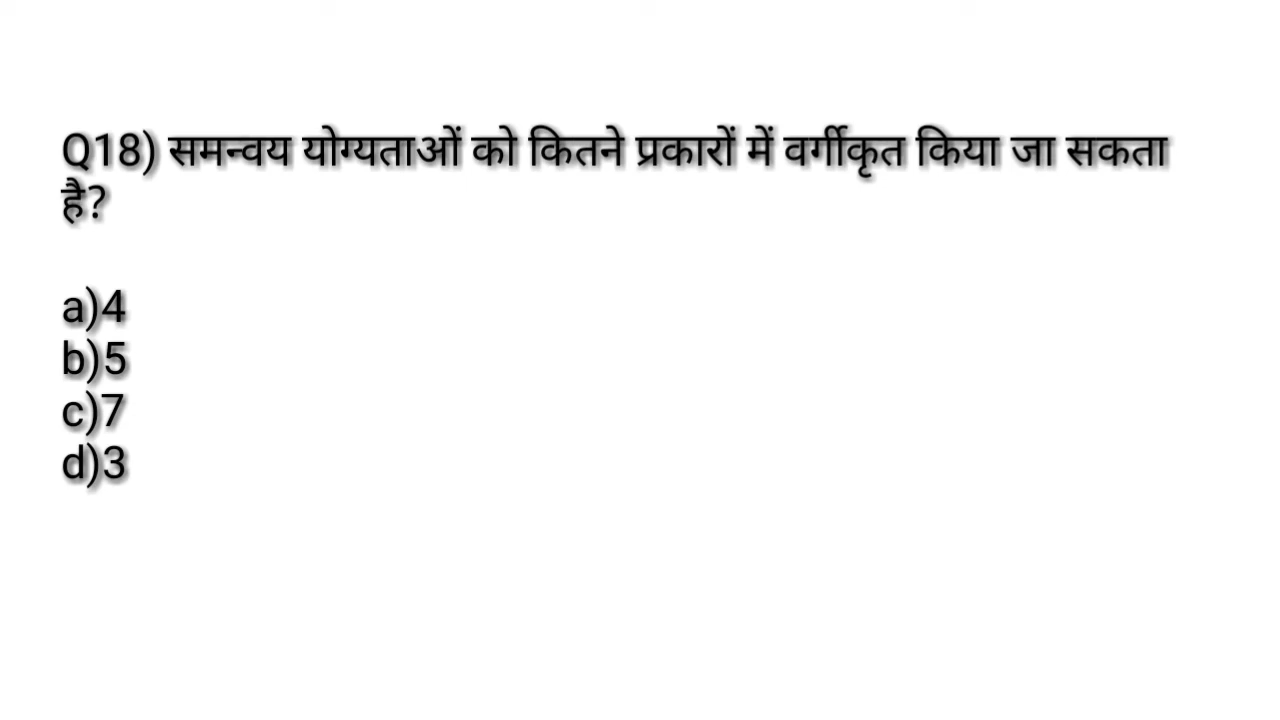 Q18) समन्वय योग्यताओं को कितने प्रकारों में वर्गीकृत किया जा सकता
है?
a)4
b)5
c)7
d)3